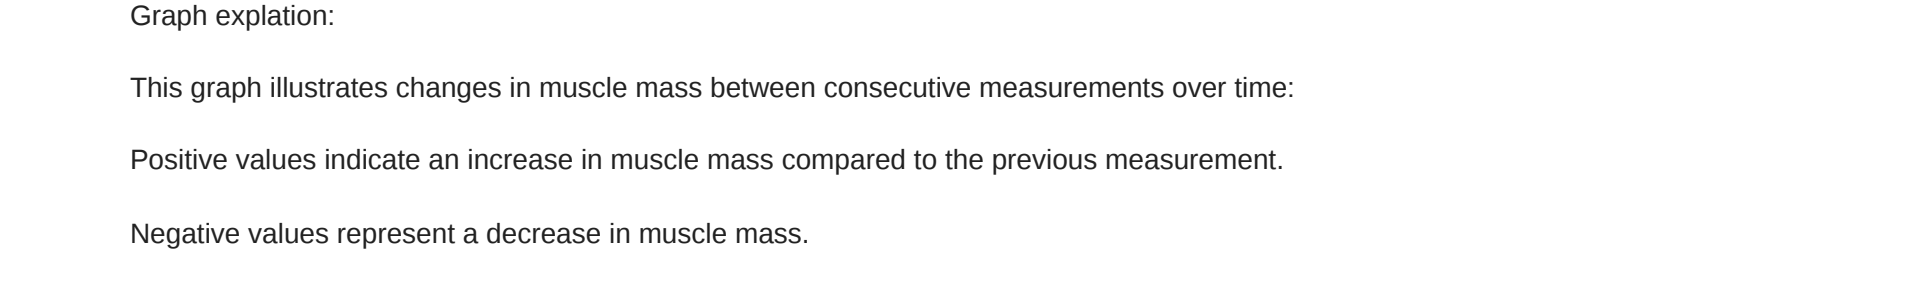 Graph explation:
This graph illustrates changes in muscle mass between consecutive measurements over time:
Positive values indicate an increase in muscle mass compared to the previous measurement.
Negative values represent a decrease in muscle mass.